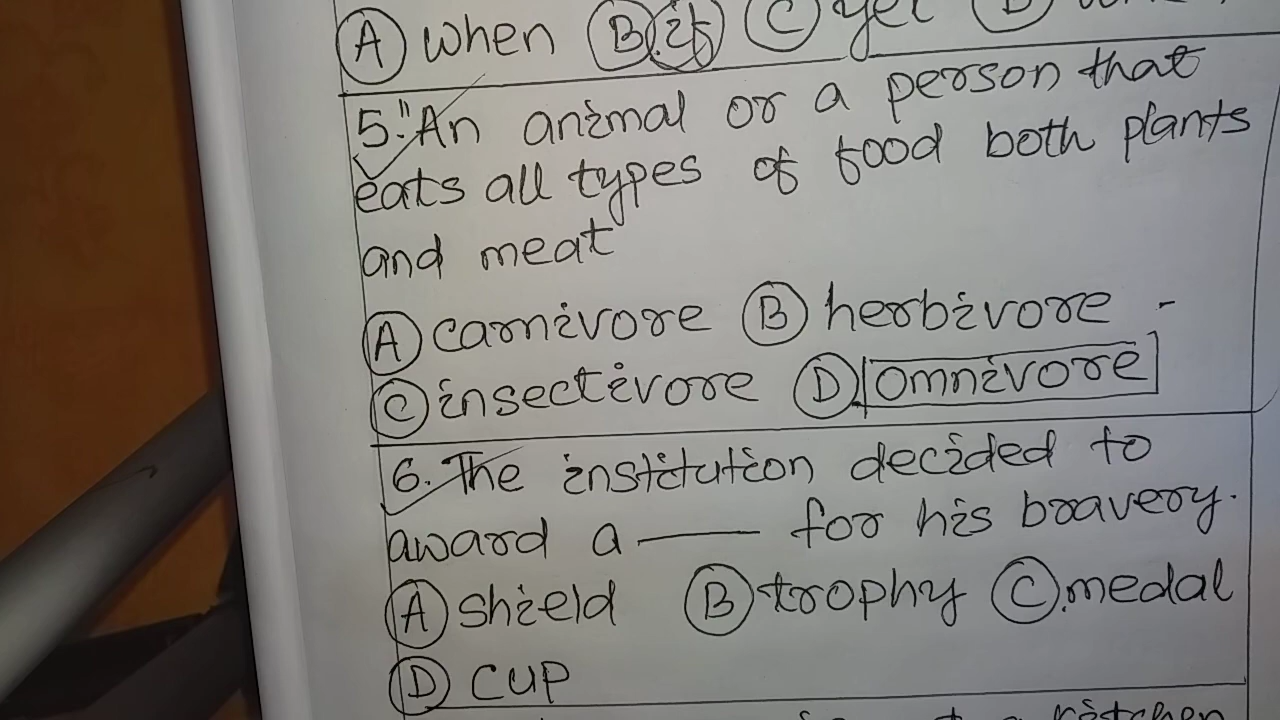 (A) when (B) if (C) yet (D)
5. "An animal or a person that
eats all types of food both plants
and meat"
(A) carnivore (B) herbivore -
(C) insectivore (D) omnivore
6. The institution decided to
award a —— for his bravery.
(A) shield (B) trophy (C) medal
(D) cup
kitchen